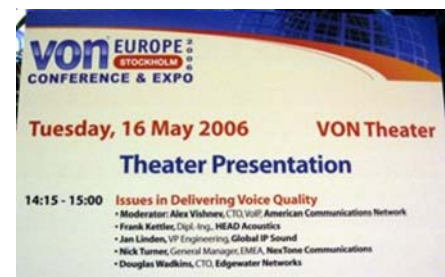 VON EUROPE 2006
STOCKHOLM
CONFERENCE & EXPO
Tuesday, 16 May 2006 VON Theater
Theater Presentation
14:15 - 15:00 Issues in Delivering Voice Quality
• Moderator: Alex Vishnev, CTO, VoIP, American Communications Network
• Frank Kettler, Dipl.-Ing., HEAD Acoustics
• Jan Linden, VP Engineering, Global IP Sound
• Nick Turner, General Manager, EMEA, NexTone Communications
• Douglas Wadkins, CTO, Edgewater Networks